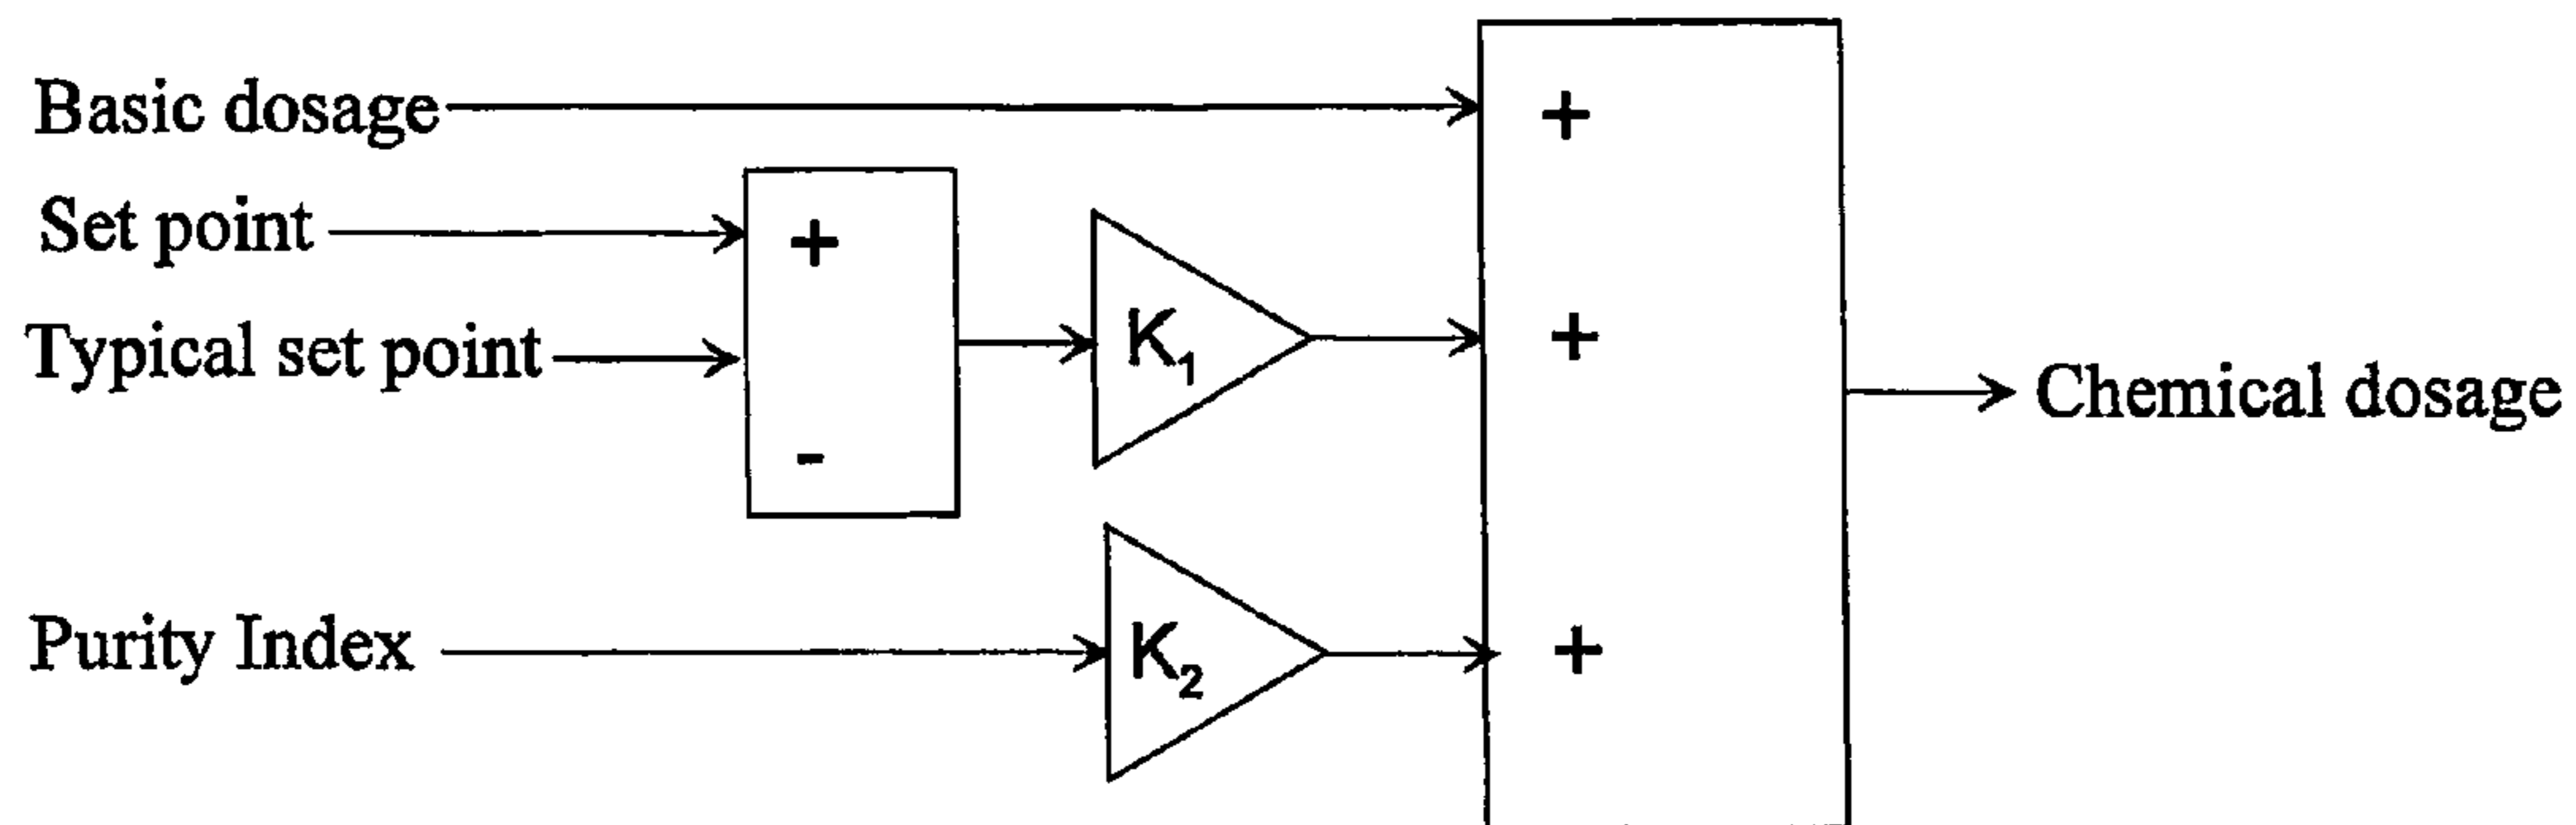 Basic dosage
+
Set point
+
Typical set point
K₁
+
-
Chemical dosage
Purity Index
K₂
+